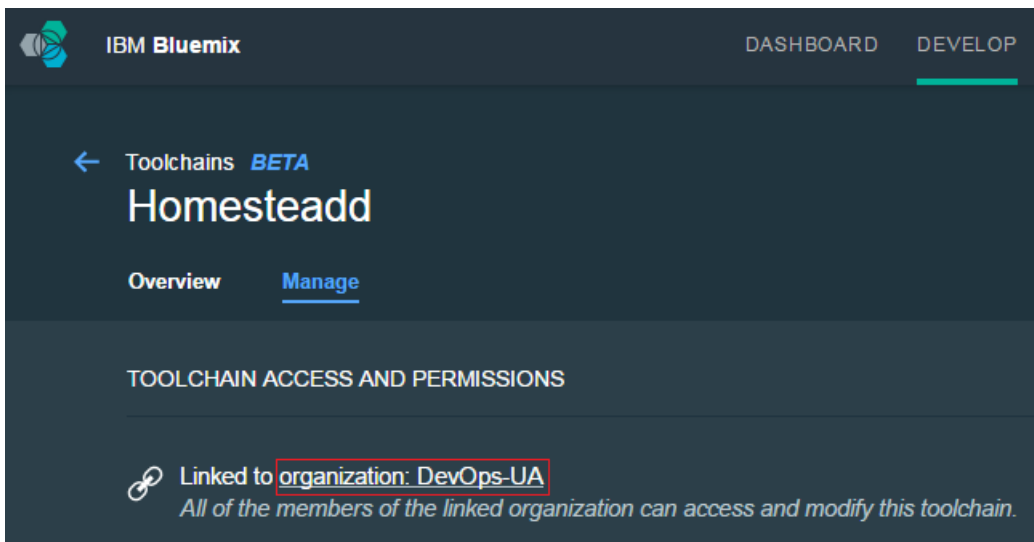 IBM Bluemix
DASHBOARD DEVELOP
Toolchains BETA
Homesteadd
Overview Manage
TOOLCHAIN ACCESS AND PERMISSIONS
Linked to organization: DevOps-UA
All of the members of the linked organization can access and modify this toolchain.